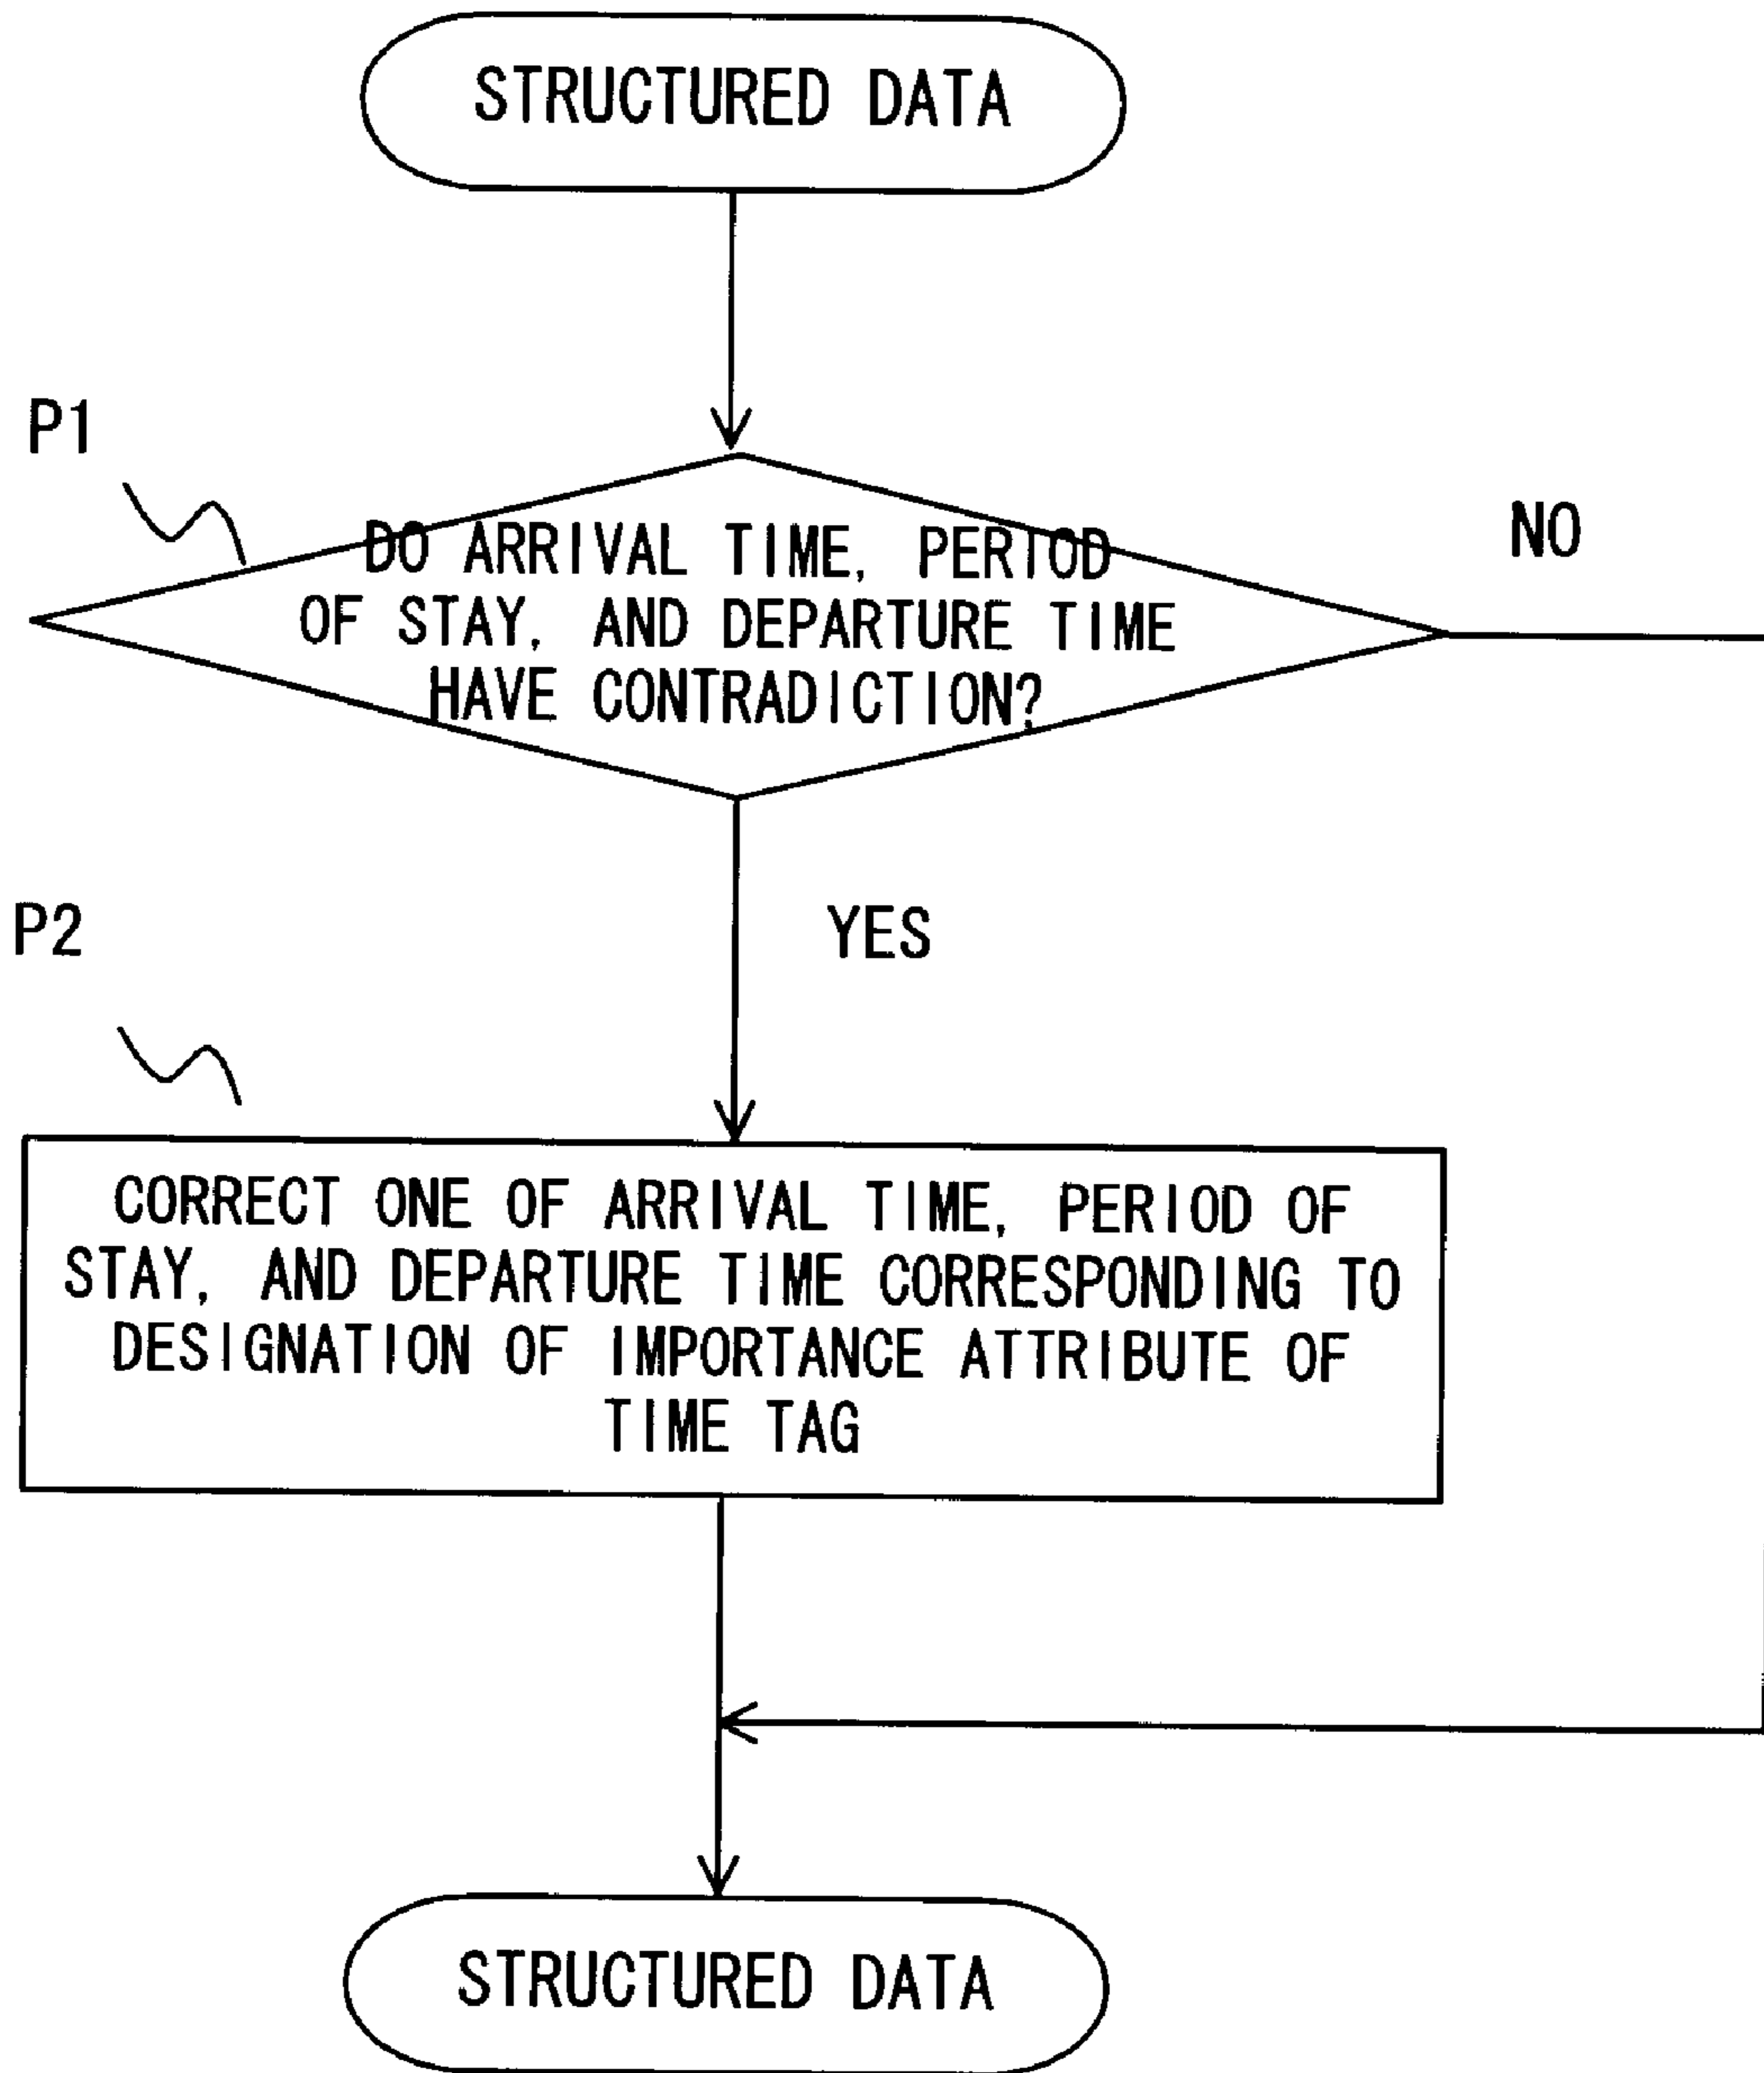 STRUCTURED DATA
P1
DO ARRIVAL TIME, PERIOD
OF STAY, AND DEPARTURE TIME
HAVE CONTRADICTION?
NO
YES
P2
CORRECT ONE OF ARRIVAL TIME, PERIOD OF
STAY, AND DEPARTURE TIME CORRESPONDING TO
DESIGNATION OF IMPORTANCE ATTRIBUTE OF
TIME TAG
STRUCTURED DATA